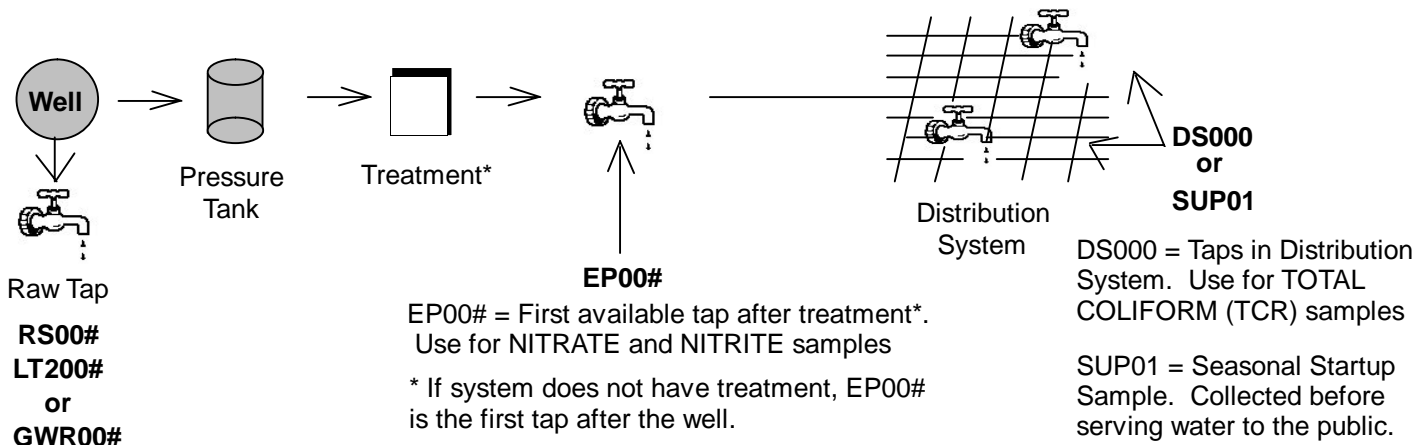 Well
Pressure
Tank
Treatment*
Raw Tap
RS00#
LT200#
or
GWR00#
EP00#
EP00# = First available tap after treatment*.
Use for NITRATE and NITRITE samples
* If system does not have treatment, EP00#
is the first tap after the well.
Distribution
System
DS000
or
SUP01
DS000 = Taps in Distribution
System. Use for TOTAL
COLIFORM (TCR) samples
SUP01 = Seasonal Startup
Sample. Collected before
serving water to the public.